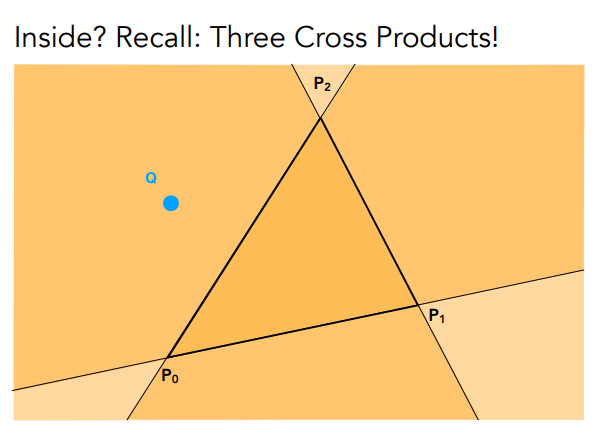 Inside? Recall: Three Cross Products!
P₂
Q
P₁
P₀